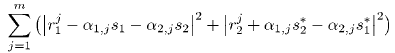 \sum_{j=1}^{m} \left( \left| r_1^j - \alpha_{1,j} s_1 - \alpha_{2,j} s_2 \right|^2 + \left| r_2^j + \alpha_{1,j} s_2^* - \alpha_{2,j} s_1^* \right|^2 \right)